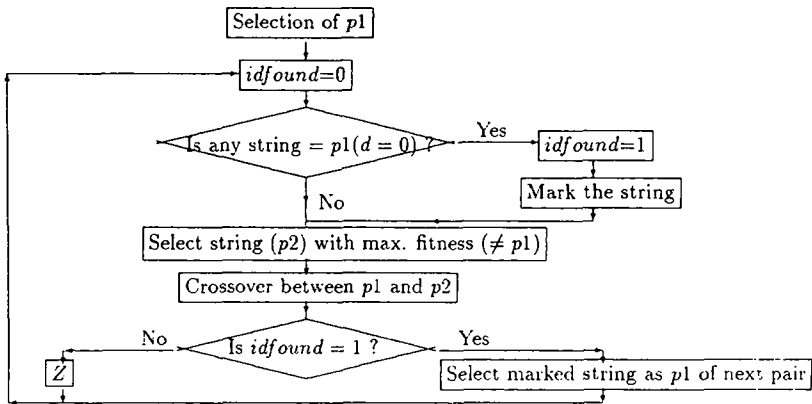 Selection of p1
idfound=0
Is any string = p1(d = 0) ?
Yes
idfound=1
Mark the string
No
Select string (p2) with max. fitness (≠ p1)
Crossover between p1 and p2
No
Is idfound = 1 ?
Yes
Z
Select marked string as p1 of next pair